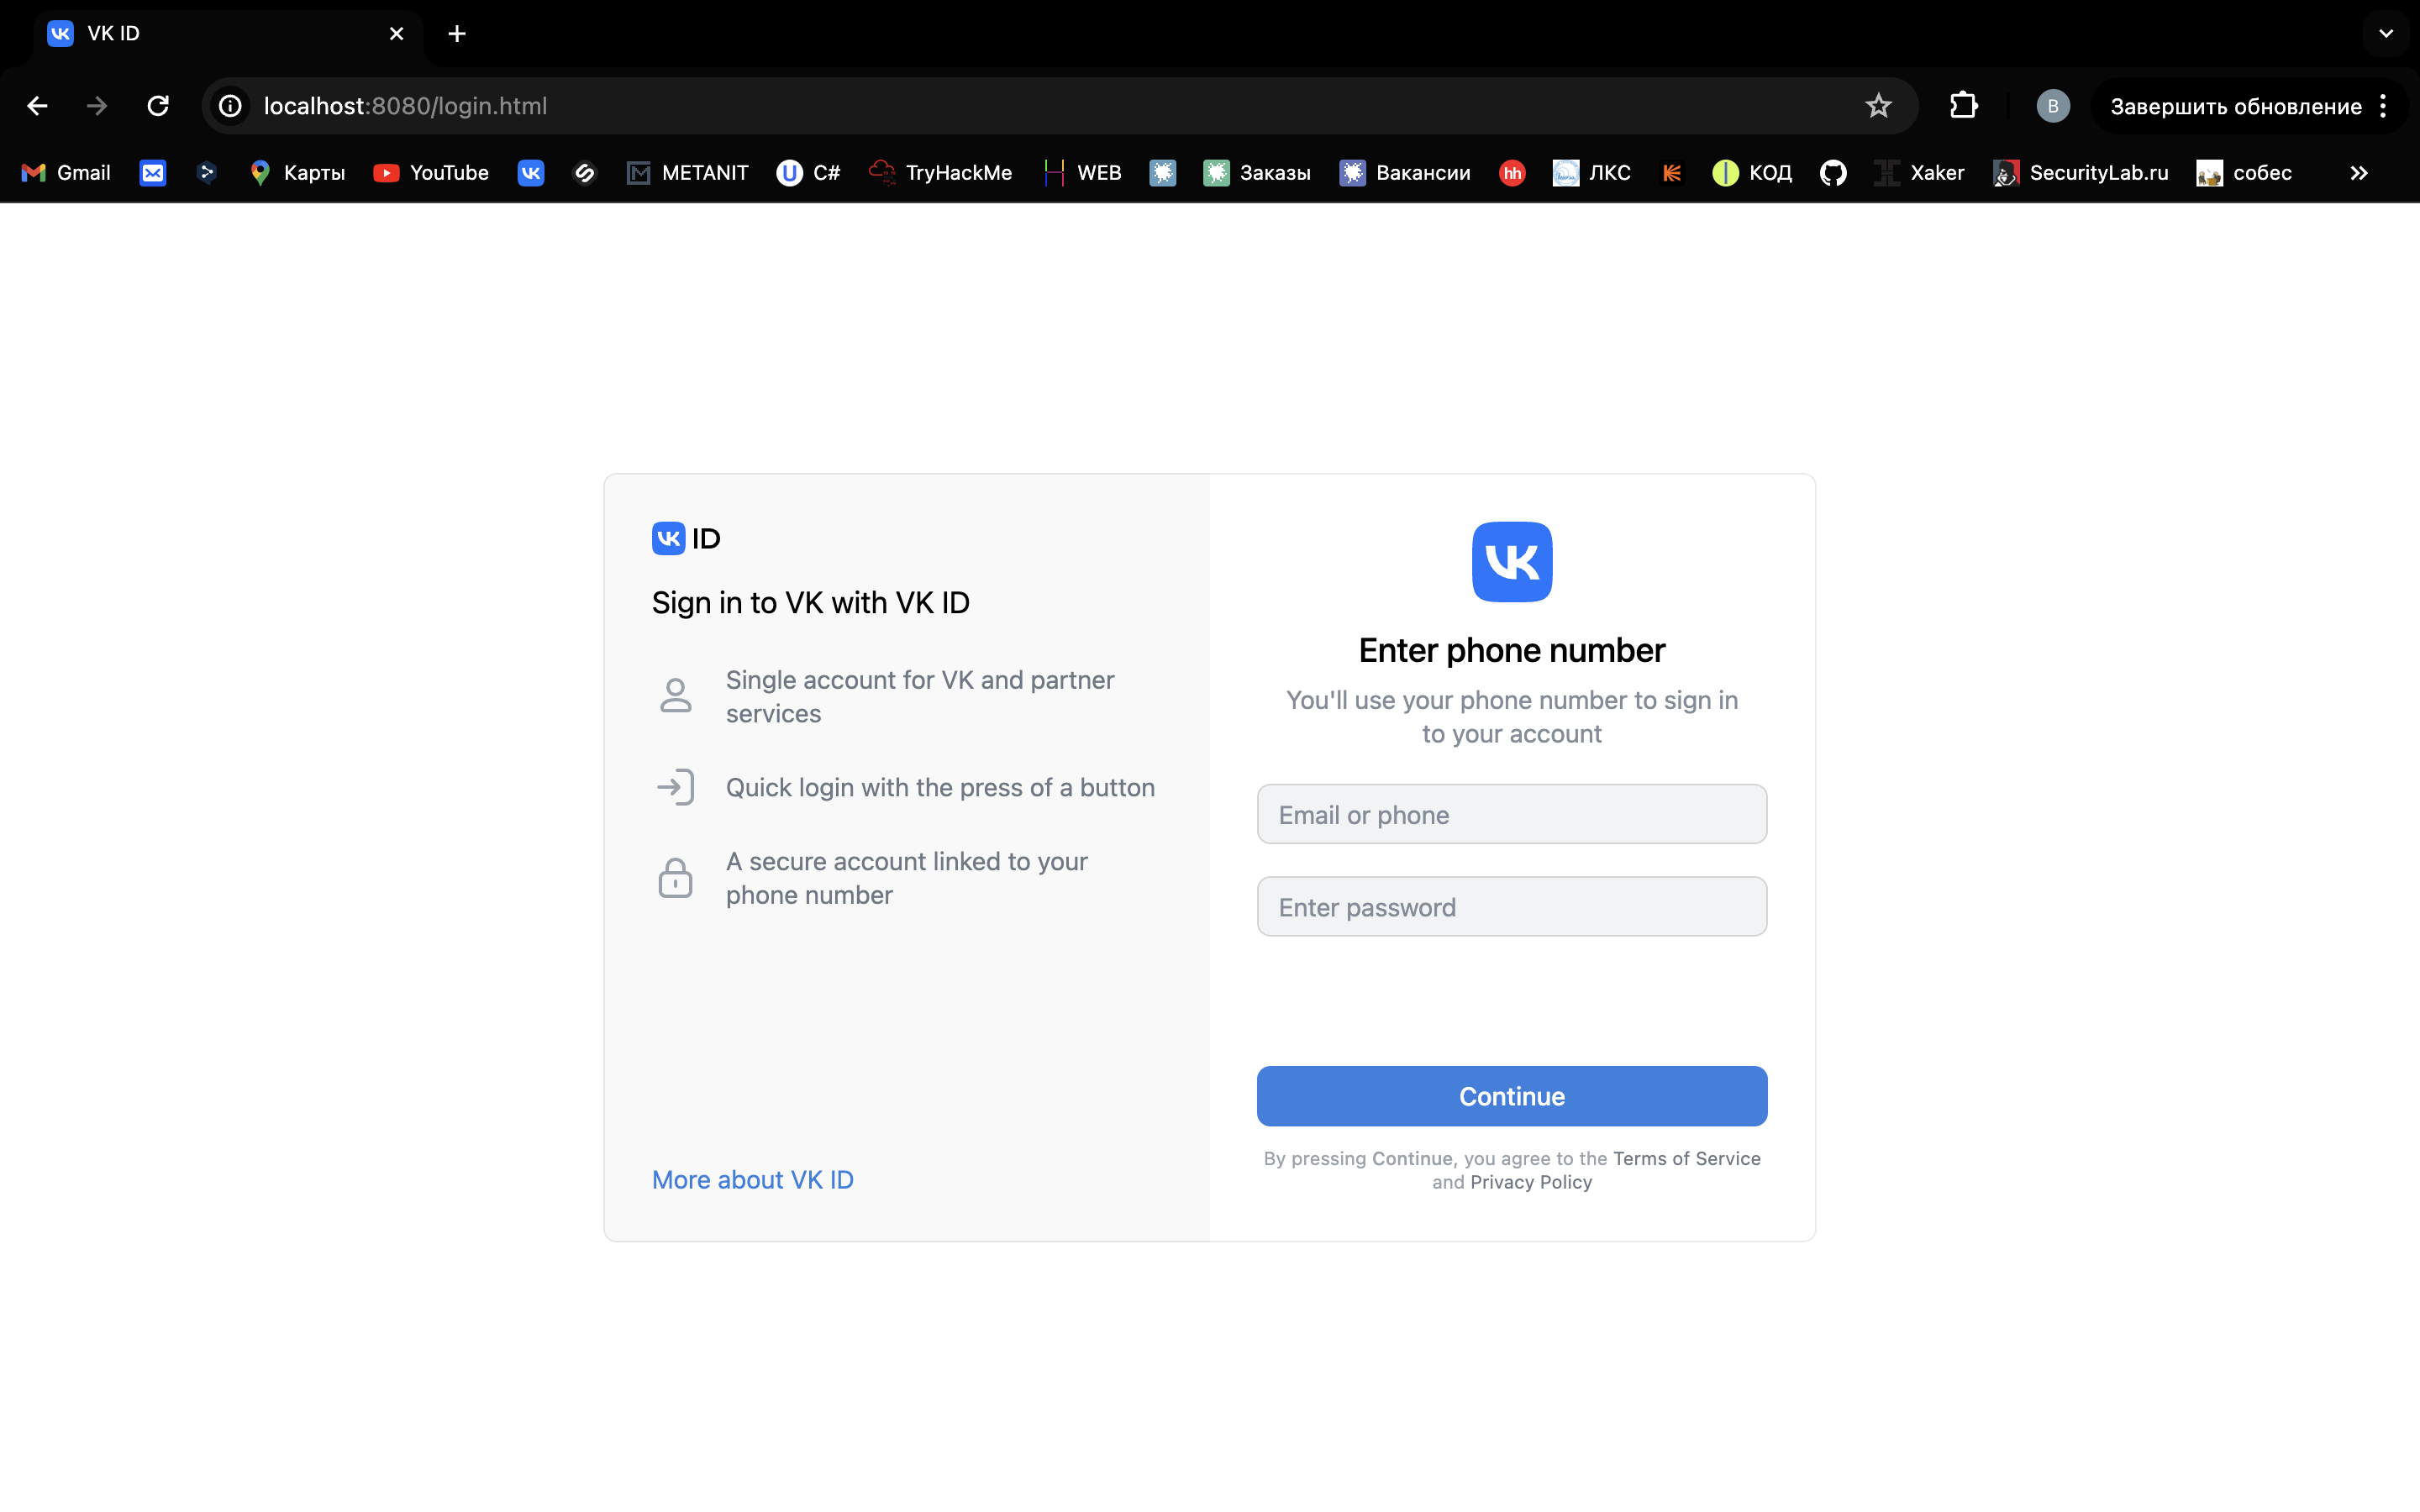 VK ID
localhost:8080/login.html
B
Завершить обновление
Gmail
Карты
YouTube
METANIT
U C#
TryHackMe
WEB
Заказы
Вакансии
hh
ЛКС
КОД
Xaker
SecurityLab.ru
собес
VK ID
Sign in to VK with VK ID
Single account for VK and partner
services
Quick login with the press of a button
A secure account linked to your
phone number
More about VK ID
VK
Enter phone number
You'll use your phone number to sign in
to your account
Email or phone
Enter password
Continue
By pressing Continue, you agree to the Terms of Service
and Privacy Policy